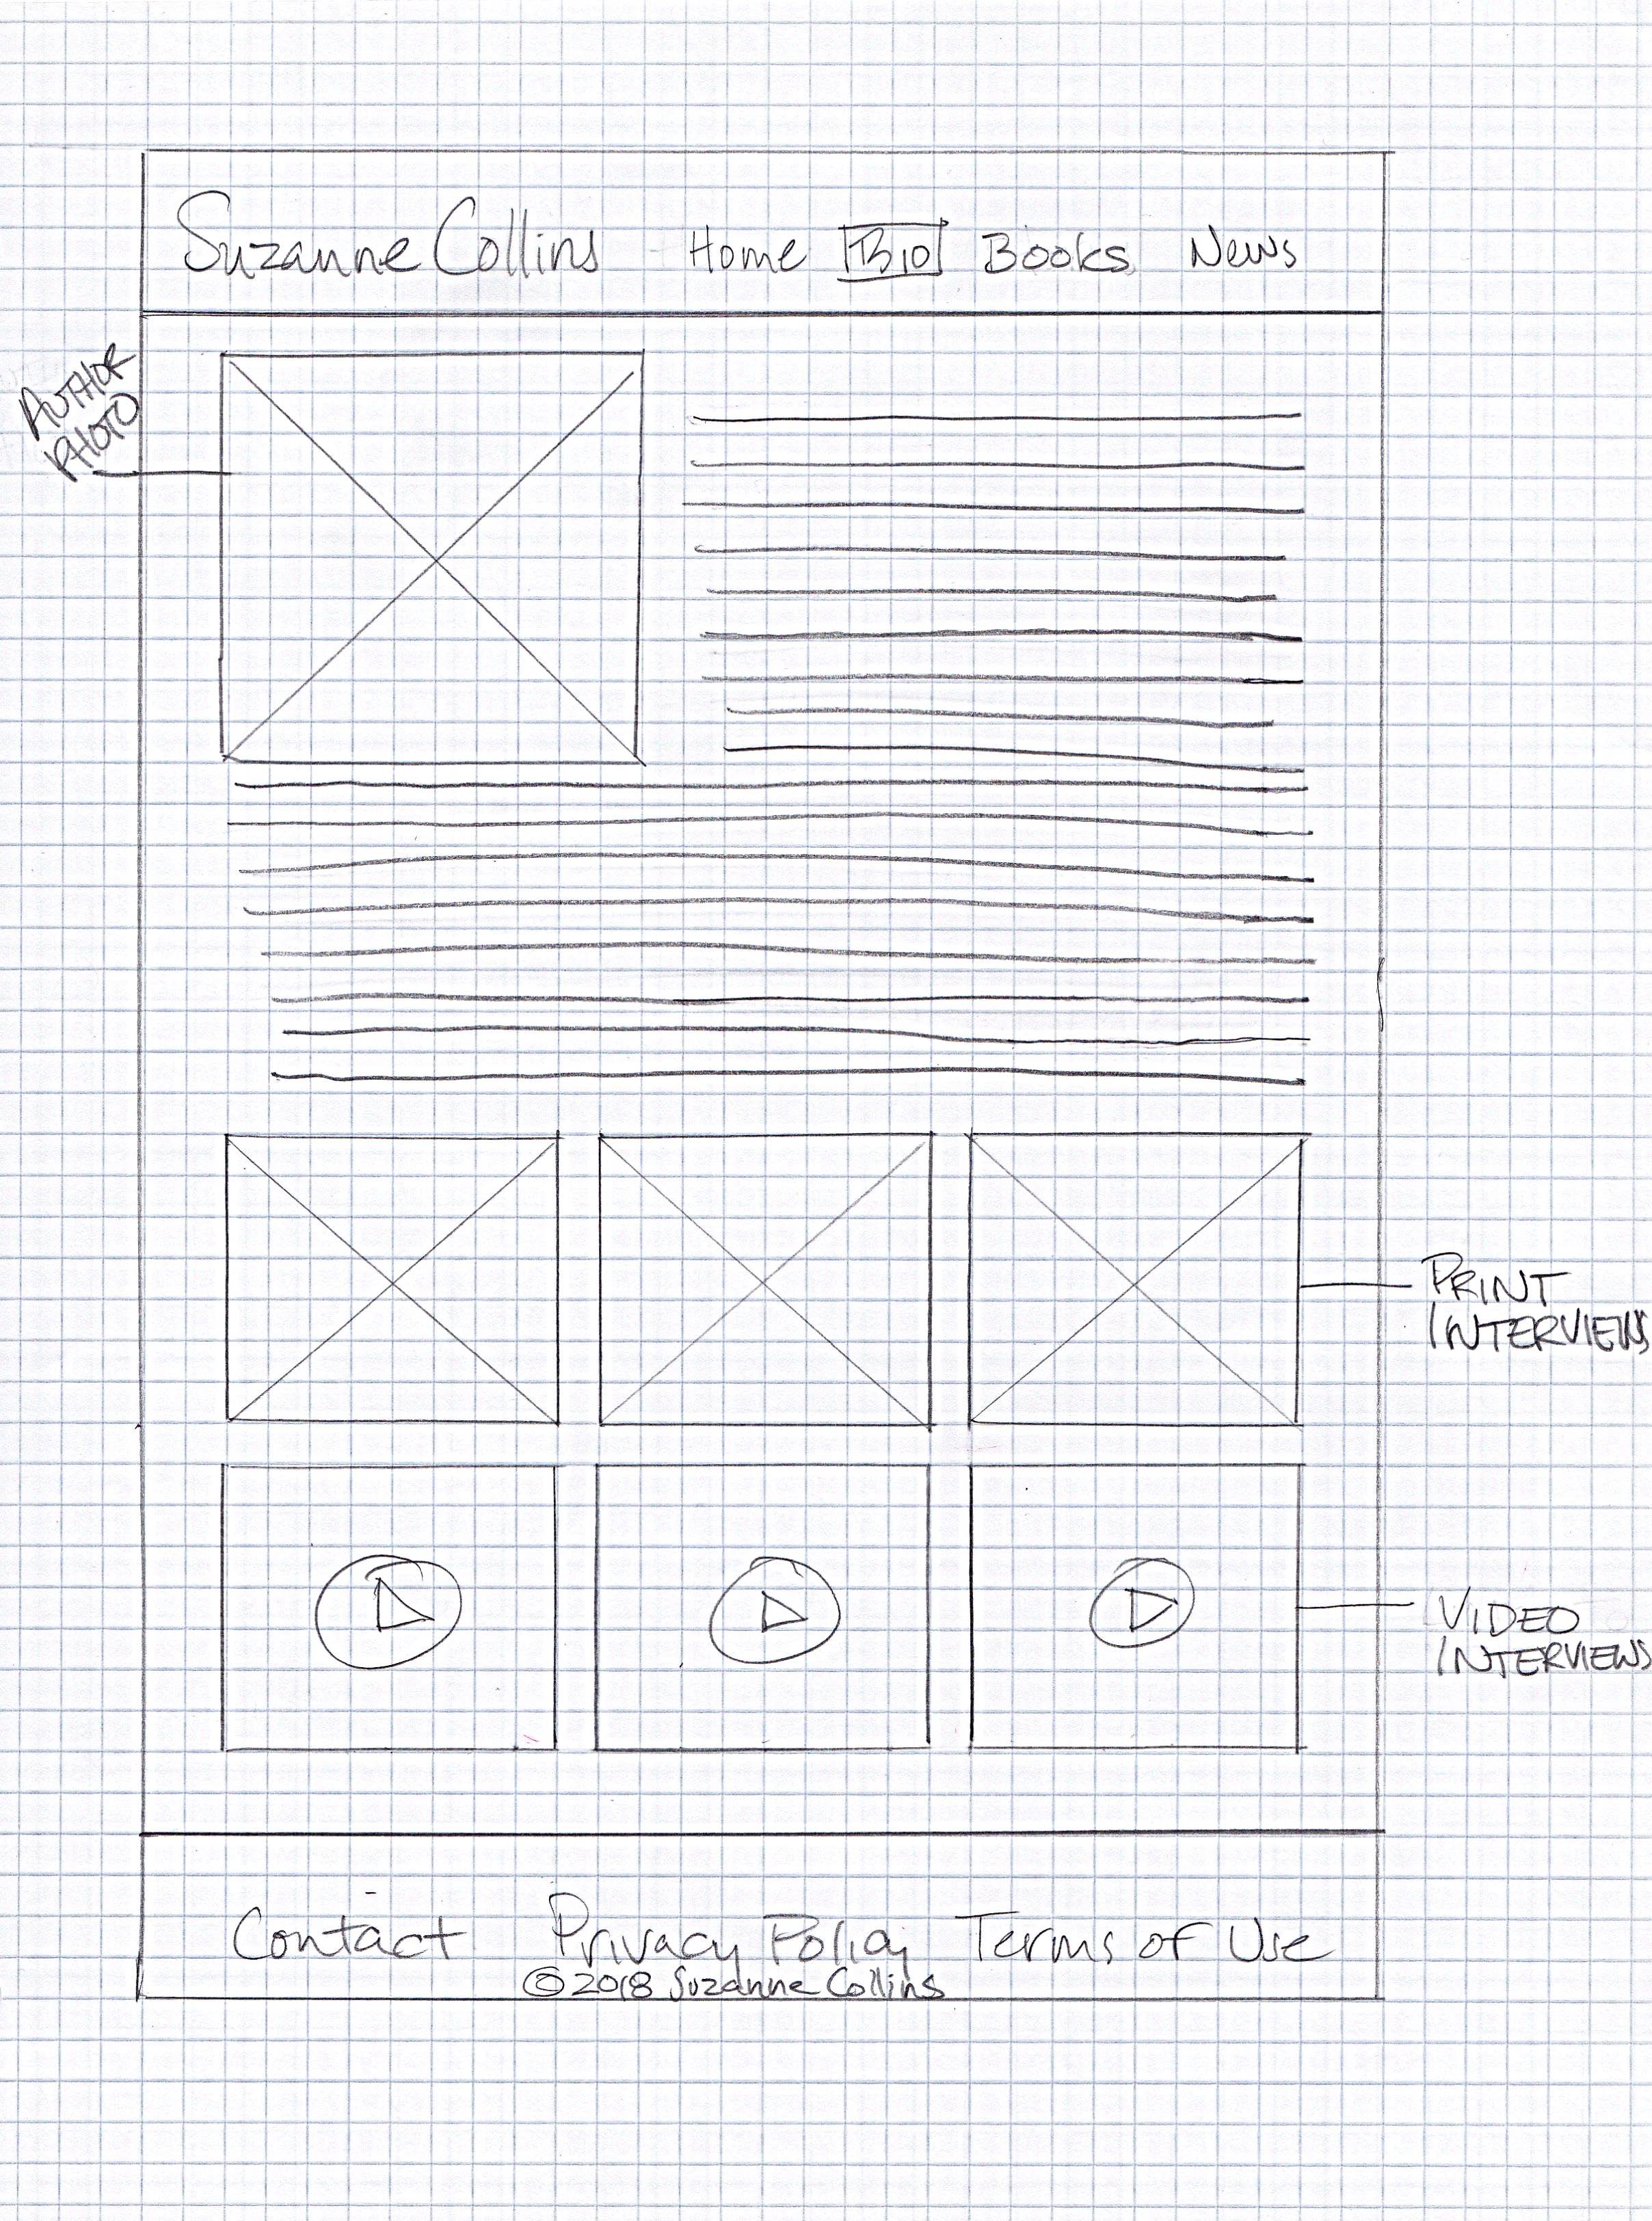 Suzanne Collins Home Bio Books News
AUTHOR
PHOTO
PRINT
INTERVIEWS
VIDEO
INTERVIEWS
Contact Privacy Policy Terms of Use
©2018 Suzanne Collins